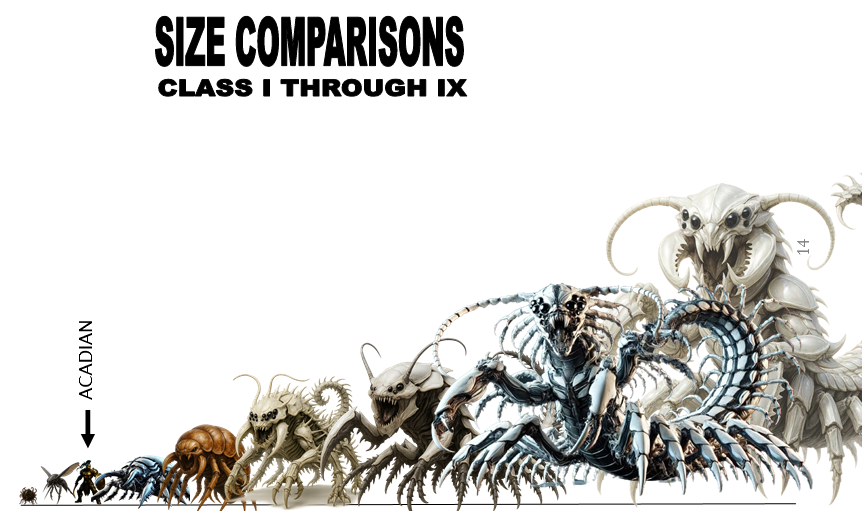 SIZE COMPARISONS
CLASS I THROUGH IX
ACADIAN
14